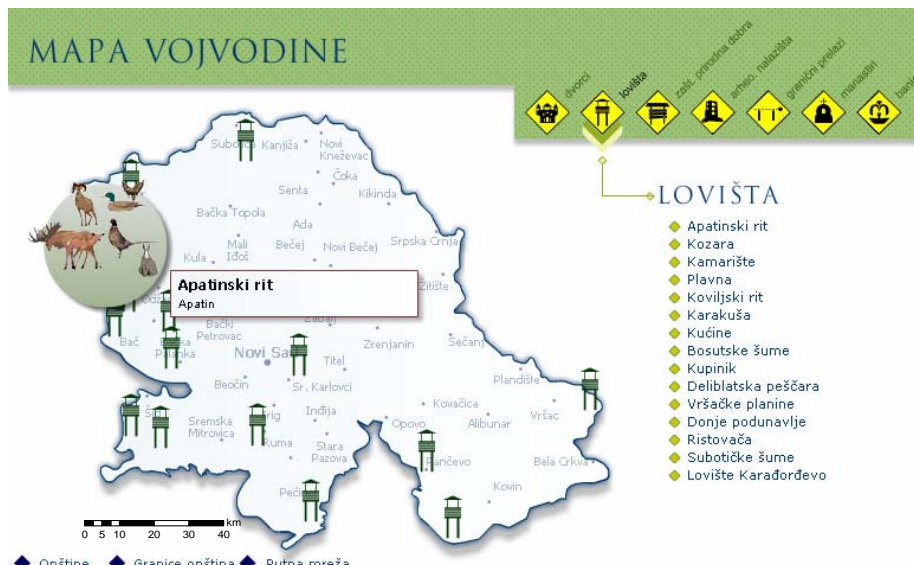 MAPA VOJVODINE
dvorci
lovišta
zašt. prirodna dobra
arheo. nalazišta
granični prelazi
manastiri
LOVIŠTA
Apatinski rit
Kozara
Kamarište
Plavna
Koviljski rit
Karakuša
Kućine
Bosutske šume
Kupinik
Deliblatska peščara
Vršačke planine
Donje podunavlje
Ristovača
Subotičke šume
Lovište Karađorđevo
Kanjiža
Novi
Kneževac
Čoka
Senta
Kikinda
Bačka Topola
Ada
Mali
Iđoš
Bečej
Novi Bečej
Srpska Crnja
Kula
Apatinski rit
Apatin
Žitište
Bački
Petrovac
Bač
Zrenjanin
Sečanj
Novi
Titel
Plandište
Beočin
Sr. Karlovci
Kovačica
Inđija
Opovo
Alibunar
Vršac
Sremska
Mitrovica
Ruma
Stara
Pazova
Pančevo
Bela Crkva
Kovin
km
0 5 10 20 30 40
Opštine
Granice opština
Putna mreža